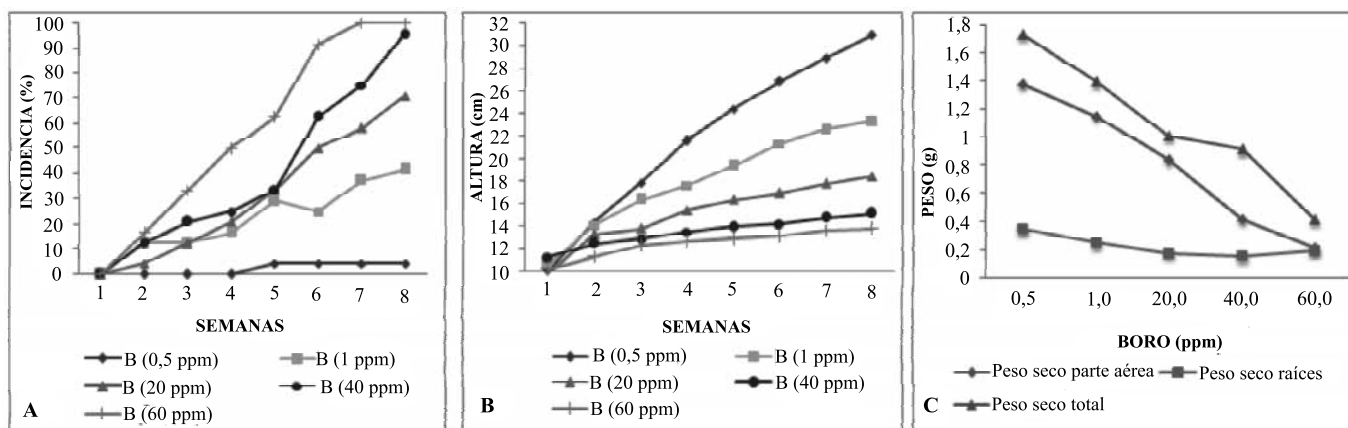 INCIDENCIA (%)
100
90
80
70
60
50
40
30
20
10
0
1 2 3 4 5 6 7 8
SEMANAS
B (0,5 ppm) B (1 ppm)
B (20 ppm) B (40 ppm)
B (60 ppm)
A
ALTURA (cm)
32
30
28
26
24
22
20
18
16
14
12
10
1 2 3 4 5 6 7 8
SEMANAS
B (0,5 ppm) B (1 ppm)
B (20 ppm) B (40 ppm)
B (60 ppm)
B
PESO (g)
1,8
1,6
1,4
1,2
1
0,8
0,6
0,4
0,2
0
0,5 1,0 20,0 40,0 60,0
BORO (ppm)
Peso seco parte aérea Peso seco raíces
Peso seco total
C